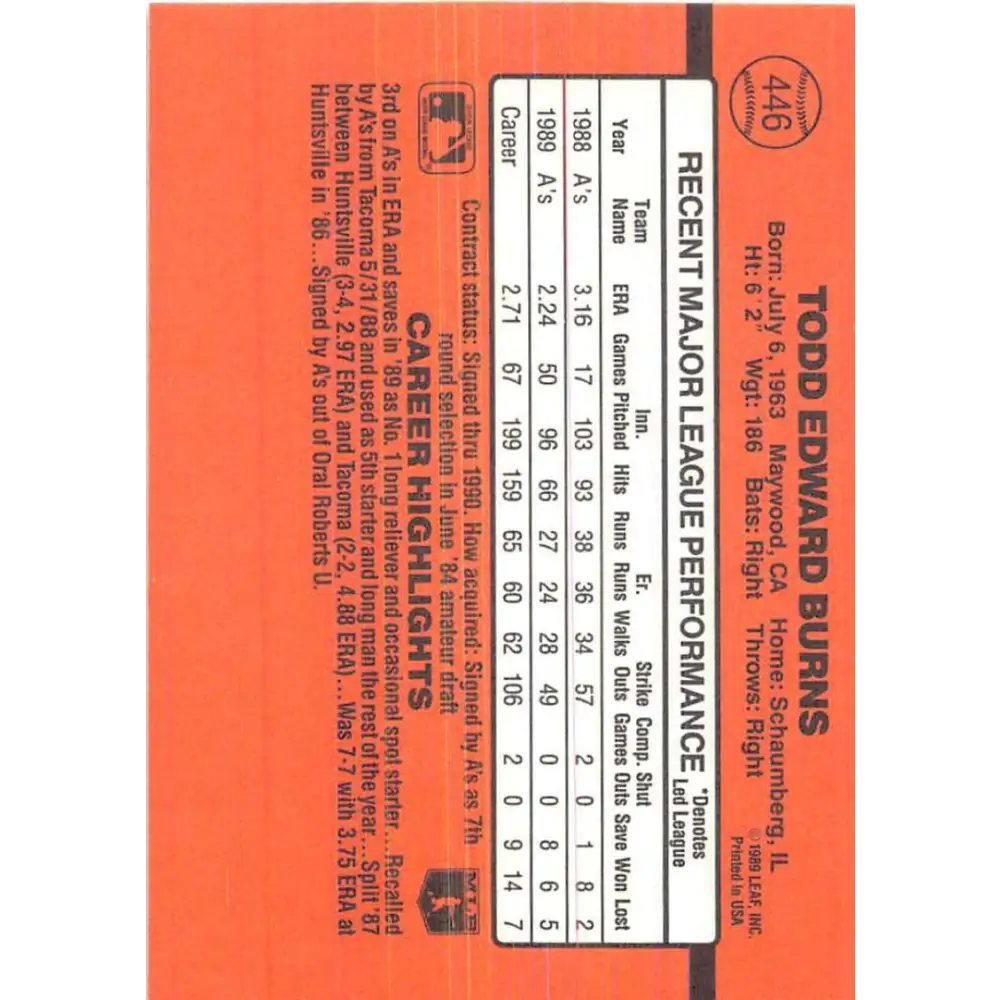 446
TODD EDWARD BURNS
Born: July 6, 1963 Maywood, CA Home: Schaumberg, IL
Ht: 6'2" Wgt: 186 Bats: Right Throws: Right
© 1989 LEAF, INC.
Printed In USA
RECENT MAJOR LEAGUE PERFORMANCE *Denotes
Led League
Team Inn. Er. Strike Comp. Shut
Year Name ERA Games Pitched Hits Runs Runs Walks Outs Games Outs Save Won Lost
1988 A's 3.16 17 103 93 38 36 34 57 2 0 1 8 2
1989 A's 2.24 50 96 66 27 24 28 49 0 0 8 6 5
Career 2.71 67 199 159 65 60 62 106 2 0 9 14 7
Contract status: Signed thru 1990. How acquired: Signed by A's as 7th
round selection in June '84 amateur draft
MLB
CAREER HIGHLIGHTS
3rd on A's in ERA and saves in '89 as No. 1 long reliever and occasional spot starter...Recalled
by A's from Tacoma 5/31/88 and used as 5th starter and long man the rest of the year...Split '87
between Huntsville (3-4, 2.97 ERA) and Tacoma (2-2, 4.88 ERA)...Was 7-7 with 3.75 ERA at
Huntsville in '86...Signed by A's out of Oral Roberts U.